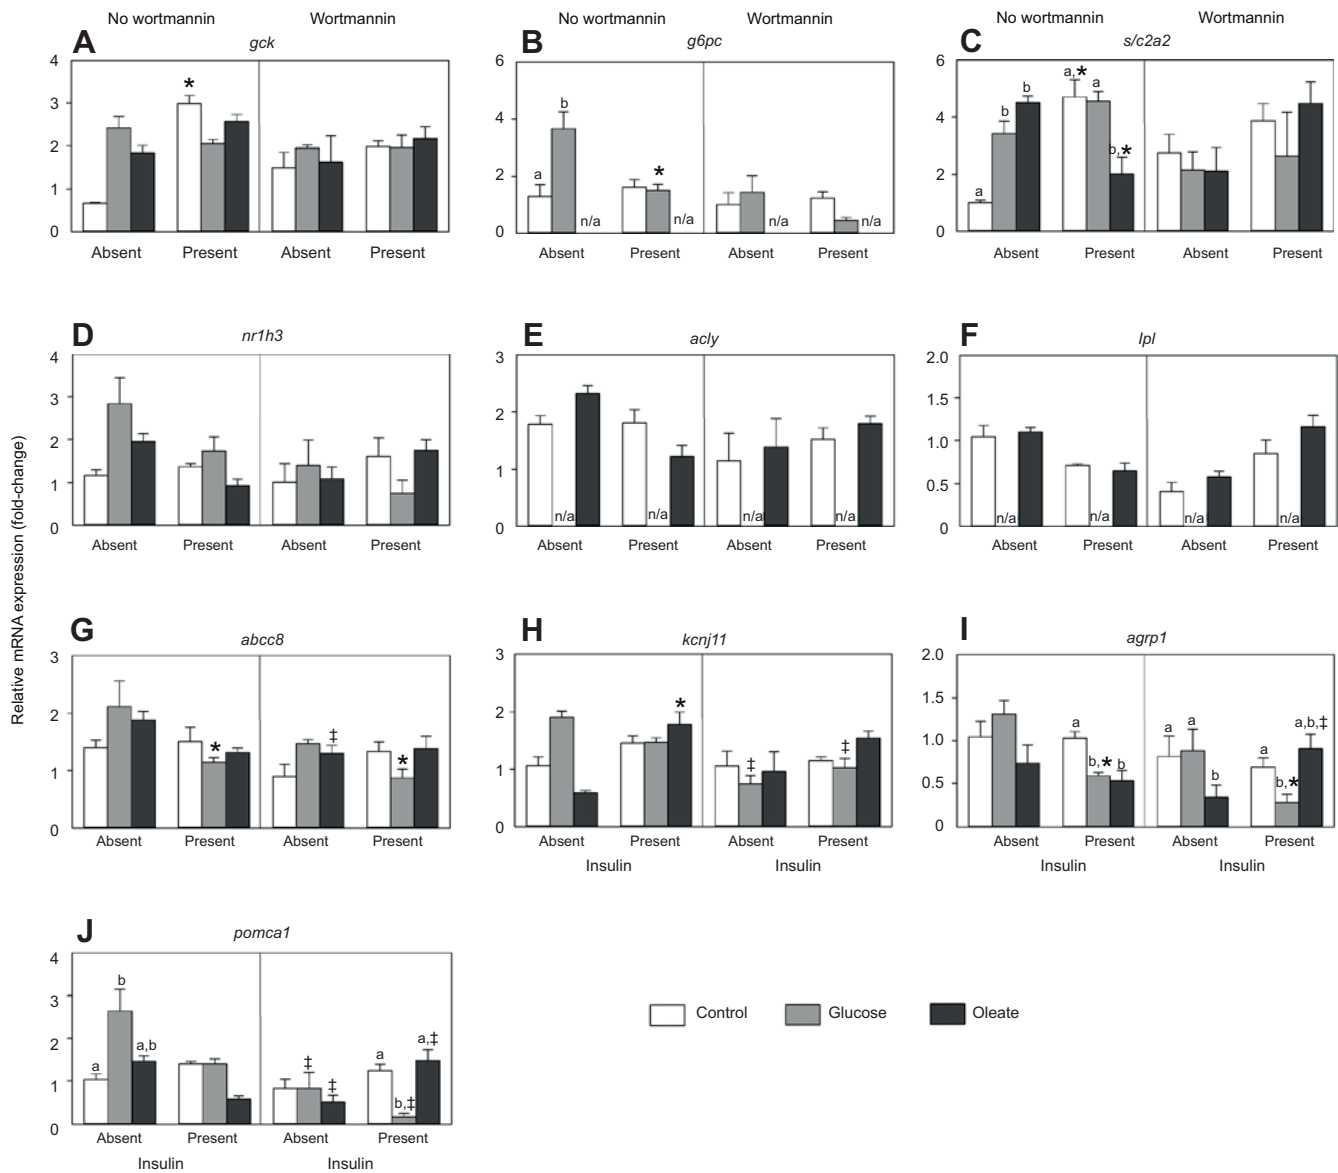 No wortmannin Wortmannin No wortmannin Wortmannin No wortmannin Wortmannin
A gck B g6pc C s/c2a2
4 3 2 1 0
* 
Absent Present Absent Present
6 4 2 0
a b n/a * n/a n/a n/a
Absent Present Absent Present
6 4 2 0
a b b a,* a b,*
Absent Present Absent Present
D nr1h3 E acly F lpl
4 3 2 1 0
Absent Present Absent Present
3 2 1 0
n/a n/a n/a n/a
Absent Present Absent Present
2.0 1.5 1.0 0.5 0
n/a n/a n/a n/a
Absent Present Absent Present
Relative mRNA expression (fold-change)
G abcc8 H kcnj11 I agrp1
3 2 1 0
* ‡ *
Absent Present Absent Present
3 2 1 0
* ‡ ‡
Absent Present Absent Present
Insulin Insulin
2.0 1.5 1.0 0.5 0
a b,* b a a b a b,* a,b,‡
Absent Present Absent Present
Insulin Insulin
J pomca1
4 3 2 1 0
a b a,b ‡ ‡ a b,‡ a,‡
Absent Present Absent Present
Insulin Insulin
Control Glucose Oleate